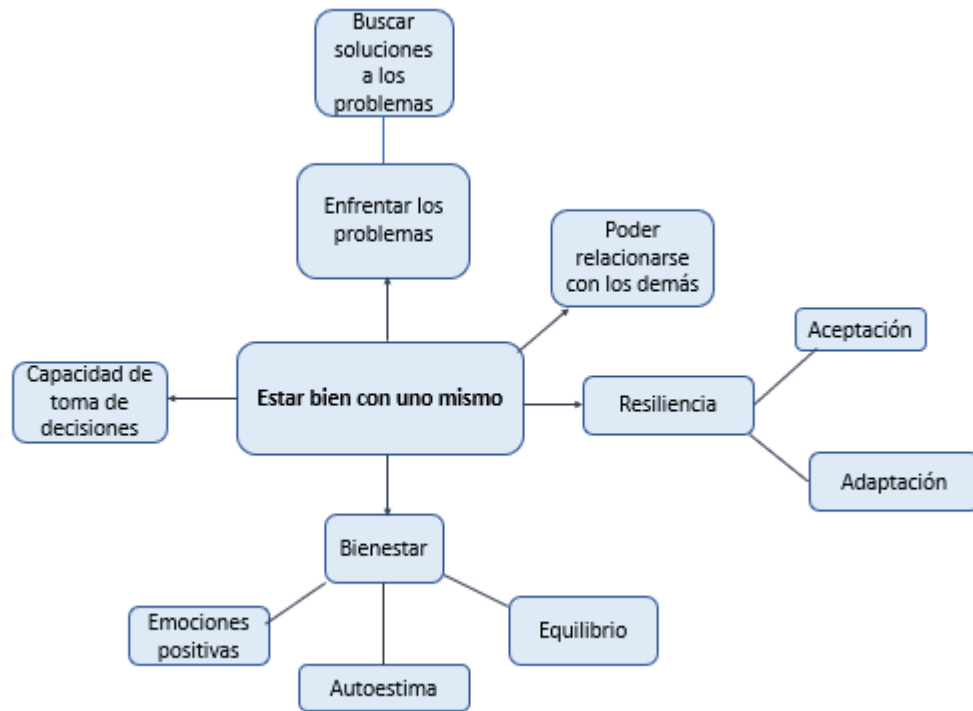 Buscar
soluciones
a los
problemas
Enfrentar los
problemas
Poder
relacionarse
con los demás
Aceptación
Capacidad de
toma de
decisiones
Estar bien con uno mismo
Resiliencia
Adaptación
Bienestar
Emociones
positivas
Equilibrio
Autoestima